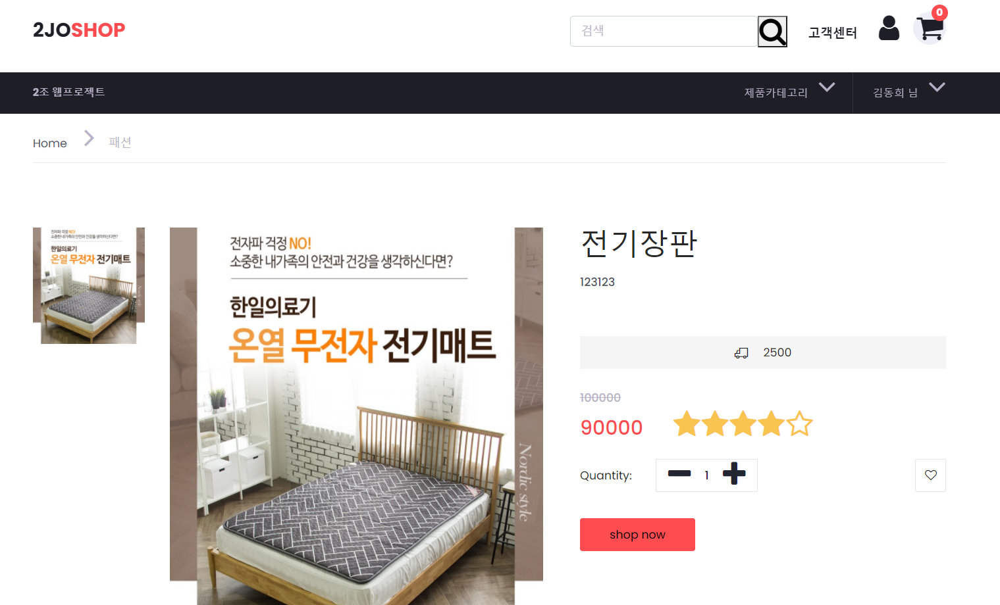 2JOSHOP
검색
고객센터
0
2조 웹프로젝트
제품카테고리
김동희 님
Home
패션
전자파 걱정 NO!
소중한 내가족의 안전과 건강을 생각하신다면?
한일의료기
온열 무전자 전기매트
전자파 걱정 NO!
소중한 내가족의 안전과 건강을 생각하신다면?
한일의료기
온열 무전자 전기매트
Nordic style
전기장판
123123
2500
100000
90000
Quantity:
1
shop now